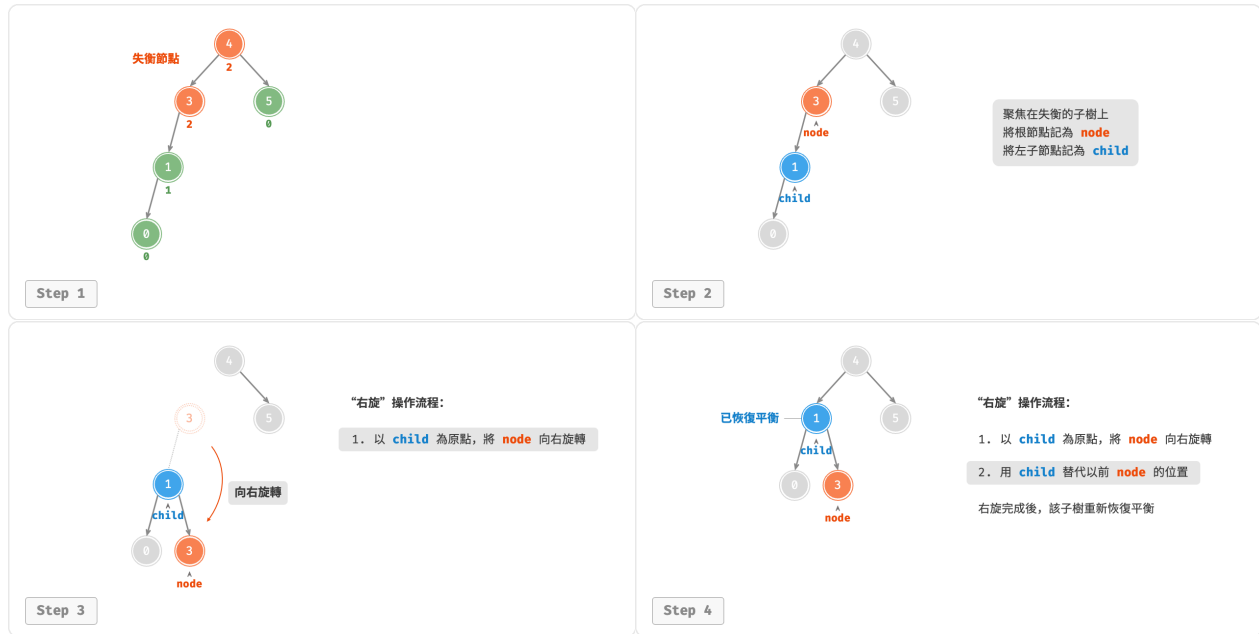 4
失衡節點
2
3
5
2
0
1
1
0
0
Step 1
4
3
5
node
1
child
0
聚焦在失衡的子樹上
將根節點記為 node
將左子節點記為 child
Step 2
4
3
5
1
child
向右旋轉
0
3
node
“右旋”操作流程：
1. 以 child 為原點，將 node 向右旋轉
Step 3
4
已恢復平衡
1
5
child
0
3
node
“右旋”操作流程：
1. 以 child 為原點，將 node 向右旋轉
2. 用 child 替代以前 node 的位置
右旋完成後，該子樹重新恢復平衡
Step 4